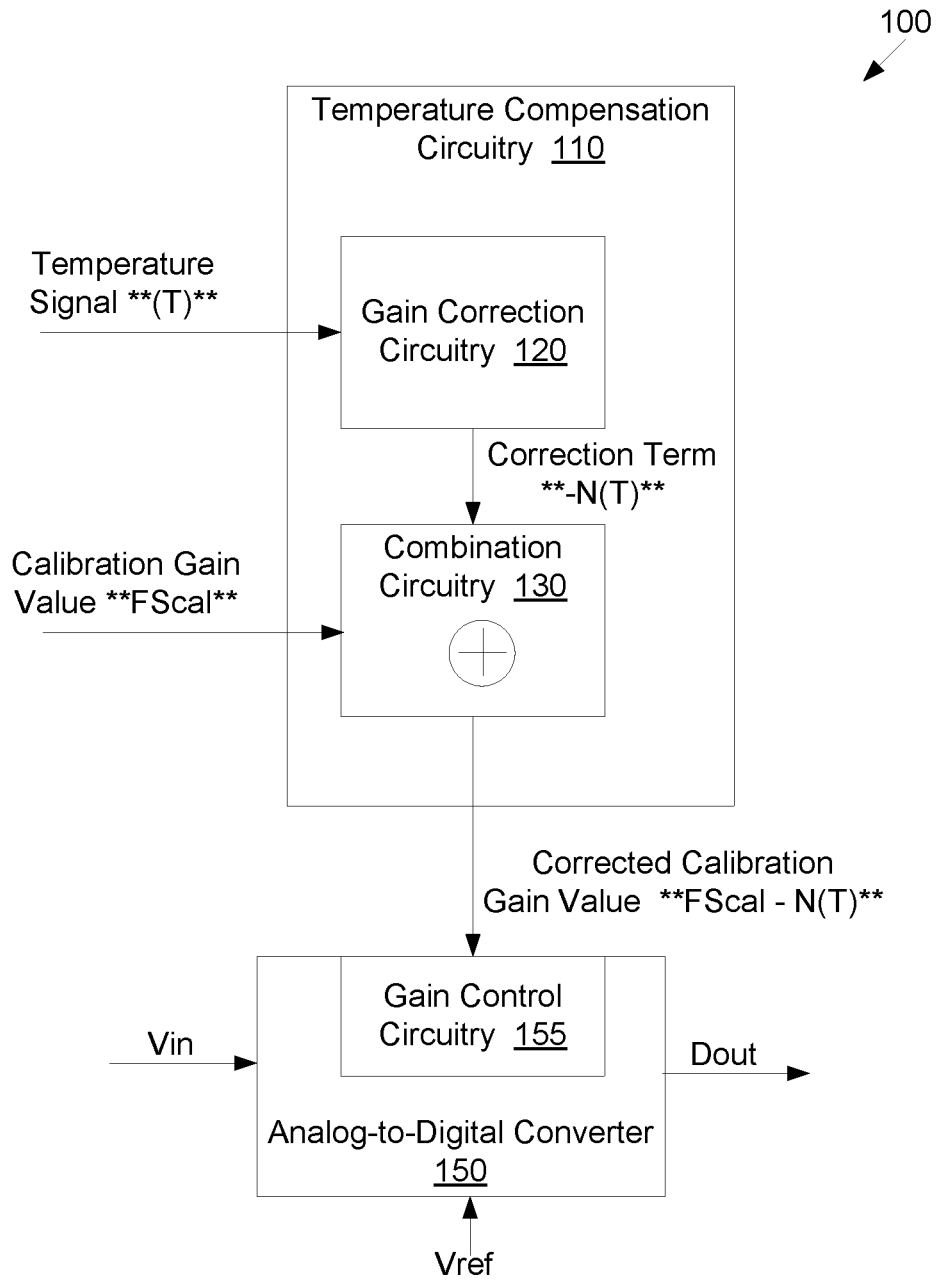 100
Temperature Compensation
Circuitry 110
Temperature
Signal **(T)**
Gain Correction
Circuitry 120
Correction Term
**-N(T)**
Calibration Gain
Value **FScal**
Combination
Circuitry 130
Corrected Calibration
Gain Value **FScal - N(T)**
Gain Control
Circuitry 155
Vin
Dout
Analog-to-Digital Converter
150
Vref